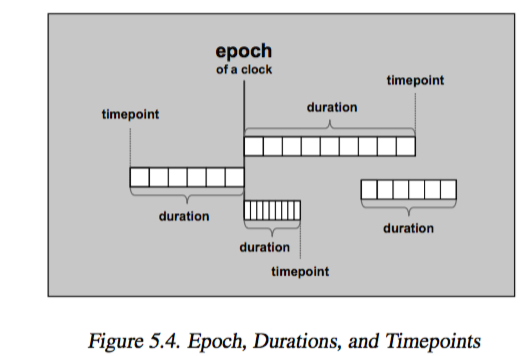 epoch
of a clock
timepoint
duration
timepoint
duration
duration
duration
timepoint
Figure 5.4. Epoch, Durations, and Timepoints